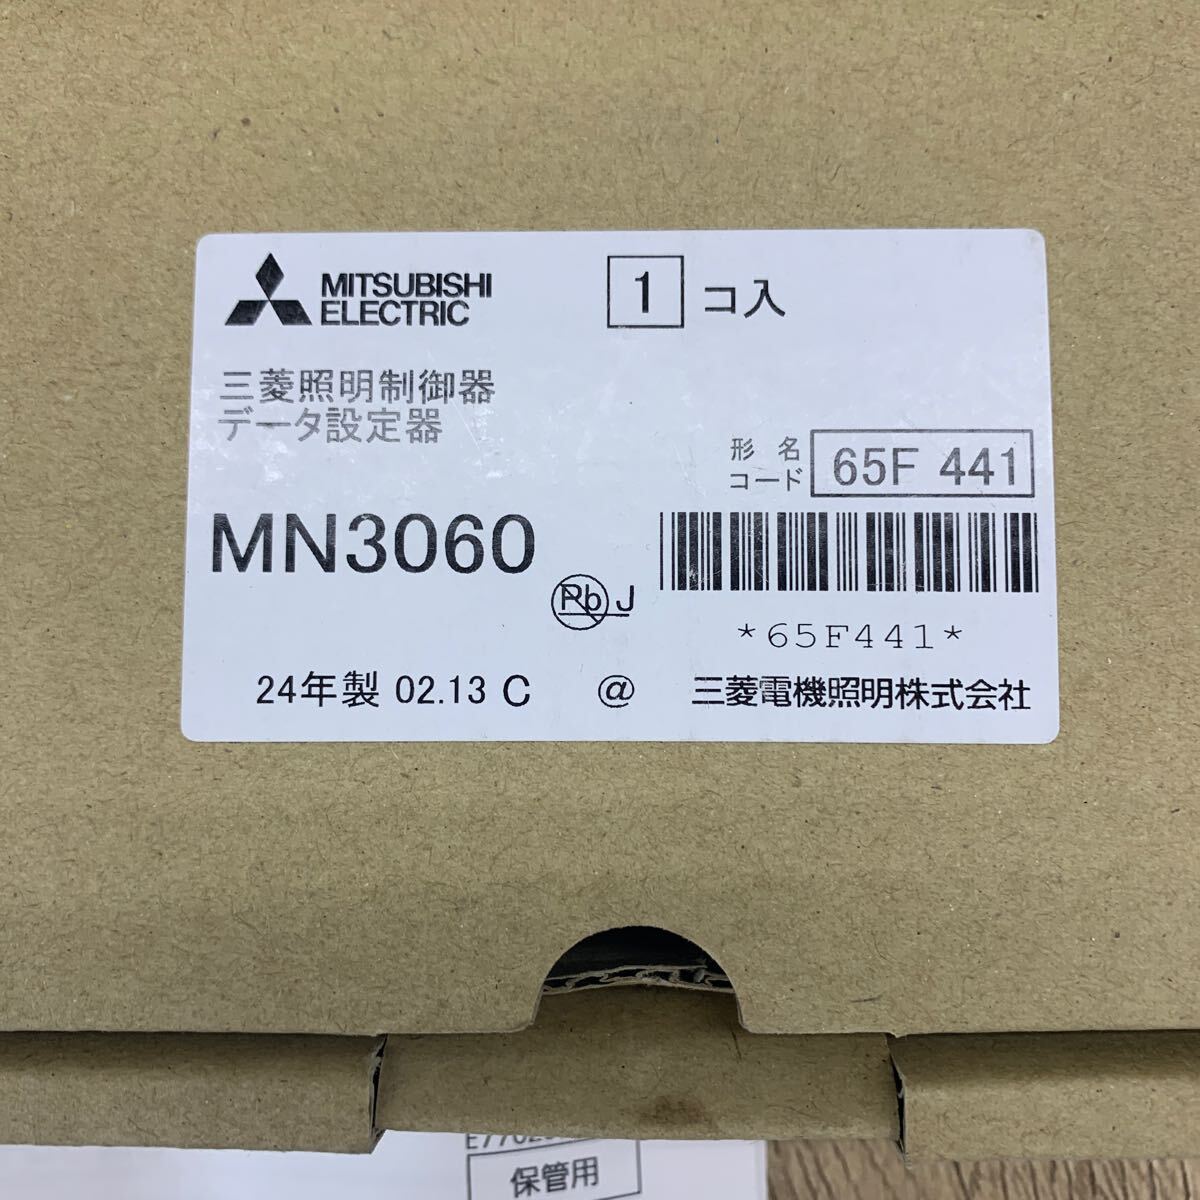 MITSUBISHI
ELECTRIC
1 コ入
三菱照明制御器
データ設定器
形名
コード
65F 441
MN3060
Pb J
*65F441*
24年製 02.13 C @ 三菱電機照明株式会社
保管用